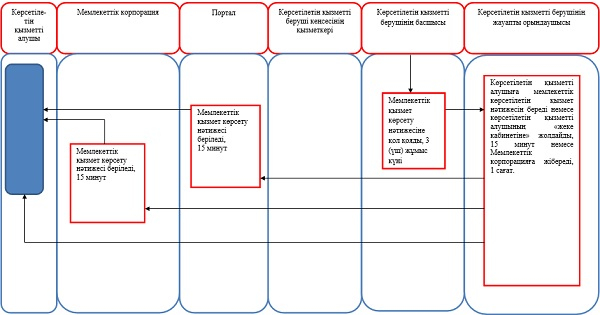 Көрсетіле-
тін
қызметті
алушы
Мемлекеттік корпорация
Портал
Көрсетілетін қызметті
беруші кеңсесінің
қызметкері
Көрсетілетін қызметті
берушінің басшысы
Көрсетілетін қызметті берушінің
жауапты орындаушысы
Мемлекеттік
қызмет көрсету
нәтижесі беріледі,
15 минут
Мемлекеттік
қызмет көрсету
нәтижесі
беріледі,
15 минут
Мемлекеттік
қызмет
көрсету
нәтижесіне
қол қояды, 3
(үш) жұмыс
күні
Көрсетілетін қызметті
алушыға мемлекеттік
көрсетілетін қызмет
нәтижесін береді немесе
көрсетілетін қызметті
алушының «жеке
кабинетіне» жолдайды,
15 минут немесе
Мемлекеттік
корпорацияға жібереді,
1 сағат.